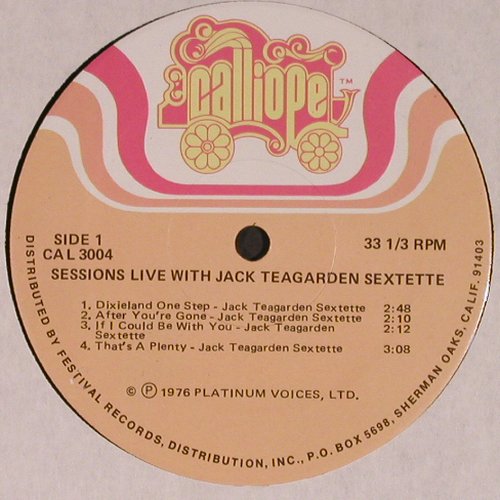 Calliope TM
SIDE 1
CAL 3004
33 1/3 RPM
SESSIONS LIVE WITH JACK TEAGARDEN SEXTETTE
1. Dixieland One Step - Jack Teagarden Sextette 2:48
2. After You're Gone - Jack Teagarden Sextette 2:10
3. If I Could Be With You - Jack Teagarden 2:12
Sextette
4. That's A Plenty - Jack Teagarden Sextette 3:08
© ℗ 1976 PLATINUM VOICES, LTD.
DISTRIBUTED BY FESTIVAL RECORDS, DISTRIBUTION, INC., P.O. BOX 5698, SHERMAN OAKS, CALIF. 91403